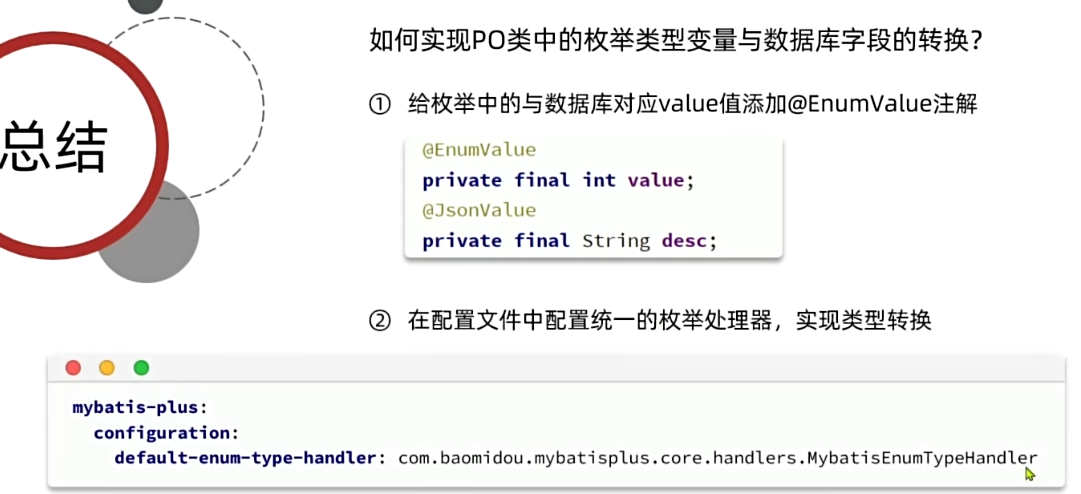 总结
如何实现PO类中的枚举类型变量与数据库字段的转换?
① 给枚举中的与数据库对应value值添加@EnumValue注解
@EnumValue
private final int value;
@JsonValue
private final String desc;
② 在配置文件中配置统一的枚举处理器，实现类型转换
mybatis-plus:
  configuration:
    default-enum-type-handler: com.baomidou.mybatisplus.core.handlers.MybatisEnumTypeHandler